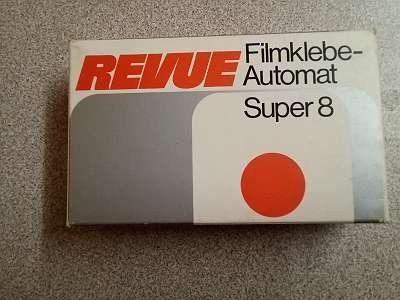 REVUE Filmklebe-
Automat
Super 8